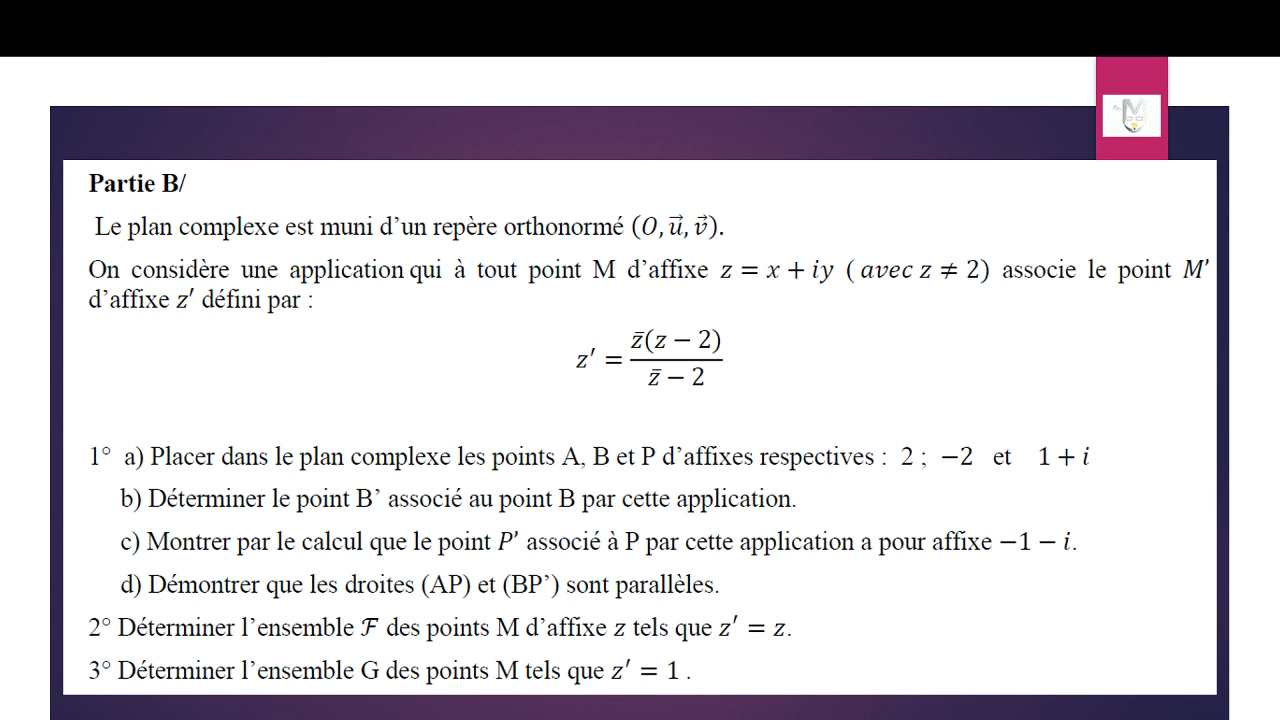 Partie B/
Le plan complexe est muni d’un repère orthonormé (O, u⃗, v⃗).
On considère une application qui à tout point M d’affixe z = x + iy ( avec z ≠ 2) associe le point M’
d’affixe z′ défini par :
z′ = z̄(z − 2) / z̄ − 2
1° a) Placer dans le plan complexe les points A, B et P d’affixes respectives : 2 ; −2 et 1 + i
b) Déterminer le point B’ associé au point B par cette application.
c) Montrer par le calcul que le point P’ associé à P par cette application a pour affixe −1 − i.
d) Démontrer que les droites (AP) et (BP’) sont parallèles.
2° Déterminer l’ensemble ℱ des points M d’affixe z tels que z′ = z.
3° Déterminer l’ensemble G des points M tels que z′ = 1 .